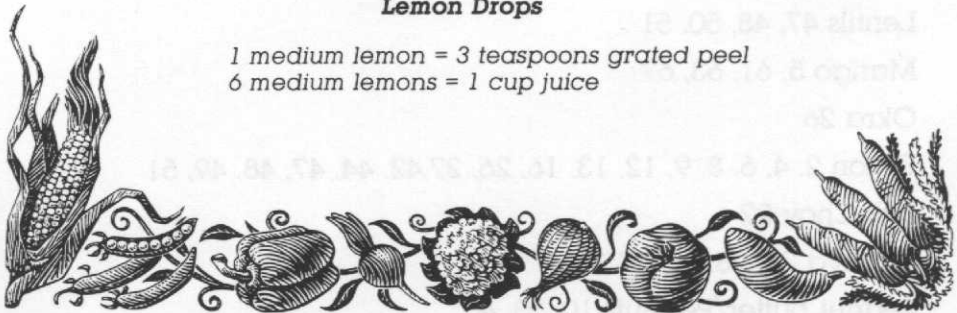 Lemon Drops
1 medium lemon = 3 teaspoons grated peel
6 medium lemons = 1 cup juice